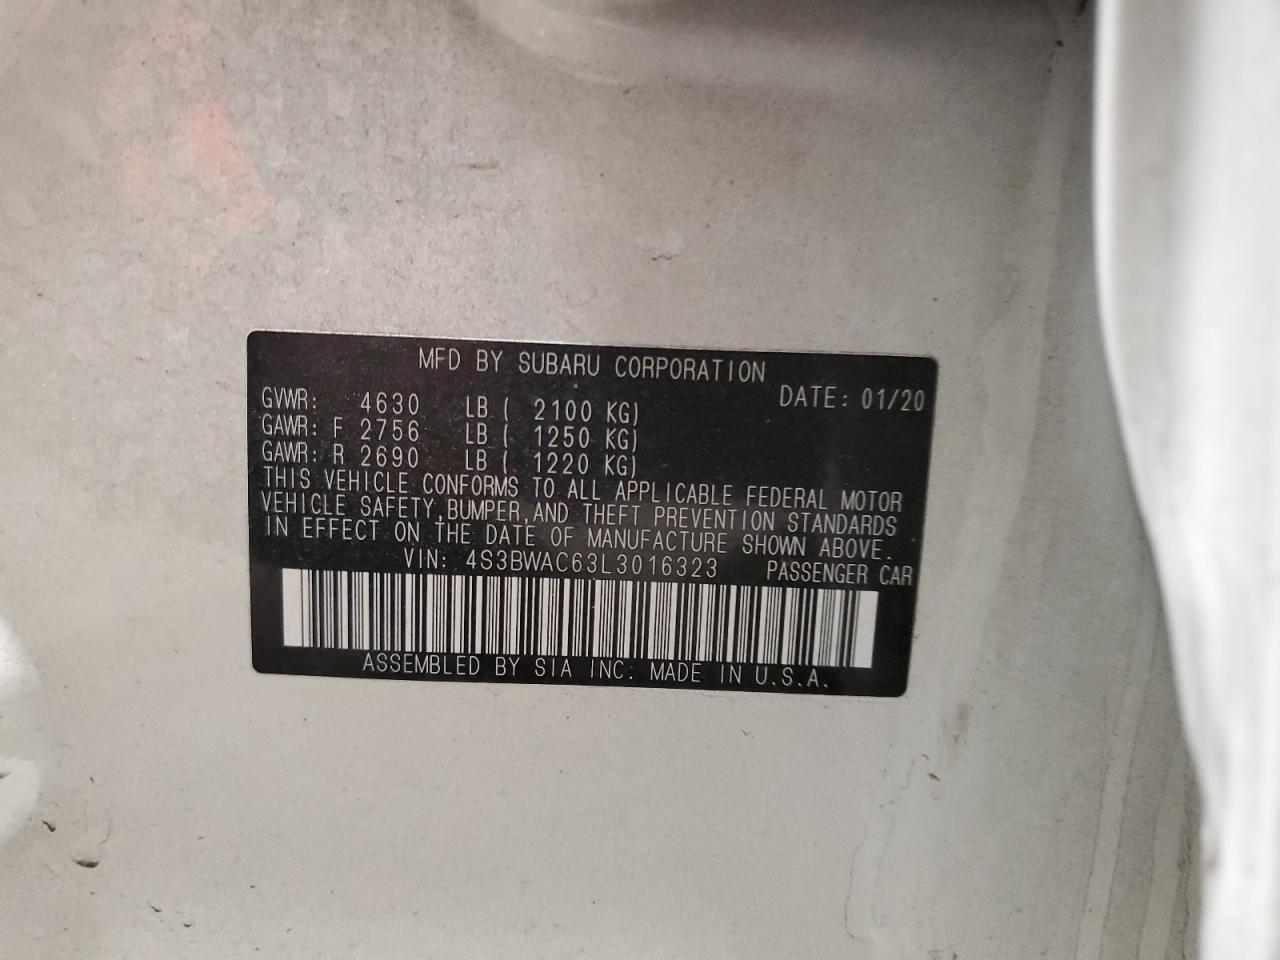 MFD BY SUBARU CORPORATION
DATE: 01/20
GVWR: 4630 LB ( 2100 KG)
GAWR: F 2756 LB ( 1250 KG)
GAWR: R 2690 LB ( 1220 KG)
THIS VEHICLE CONFORMS TO ALL APPLICABLE FEDERAL MOTOR
VEHICLE SAFETY, BUMPER, AND THEFT PREVENTION STANDARDS
IN EFFECT ON THE DATE OF MANUFACTURE SHOWN ABOVE.
VIN: 4S3BWAC63L3016323 PASSENGER CAR
ASSEMBLED BY SIA INC: MADE IN U.S.A.